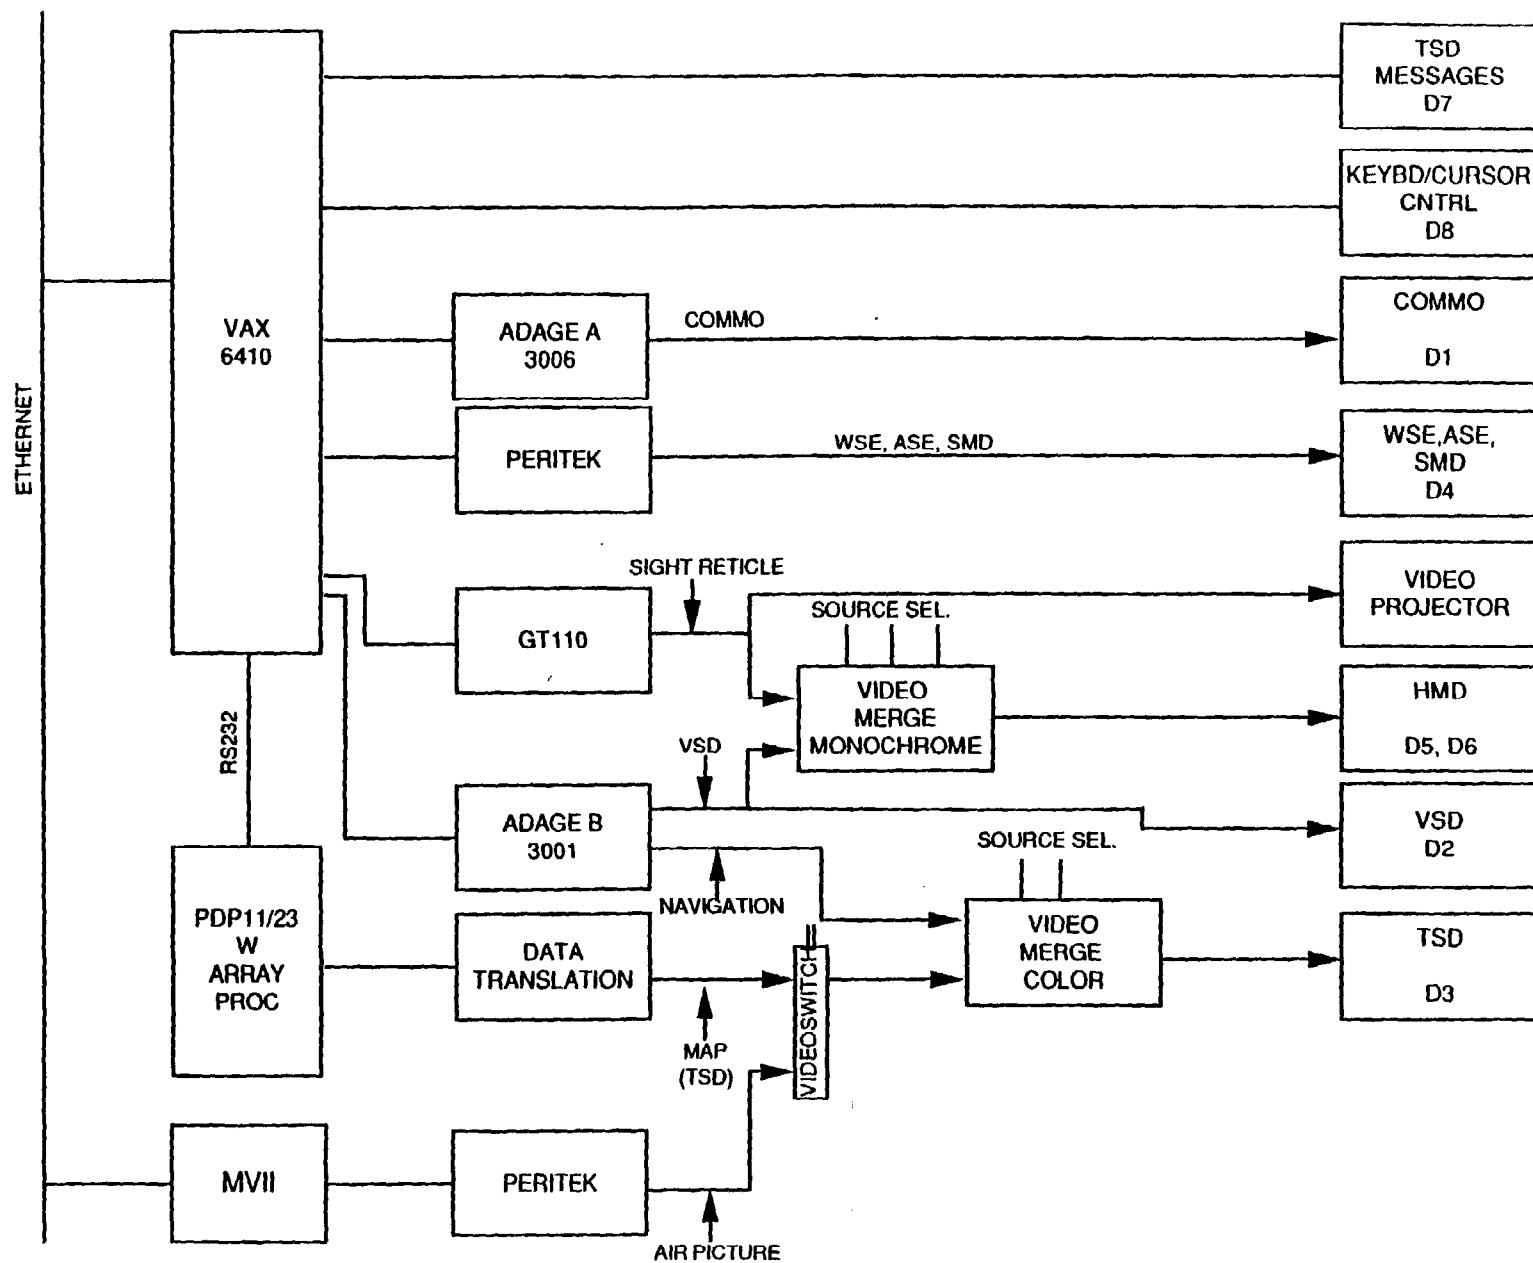 TSD
MESSAGES
D7
KEYBD/CURSOR
CNTRL
D8
ETHERNET
VAX
6410
ADAGE A
3006
COMMO
COMMO
D1
PERITEK
WSE, ASE, SMD
WSE,ASE,
SMD
D4
SIGHT RETICLE
GT110
SOURCE SEL.
VIDEO
PROJECTOR
VIDEO
MERGE
MONOCHROME
HMD
D5, D6
RS232
VSD
ADAGE B
3001
VSD
D2
SOURCE SEL.
NAVIGATION
PDP11/23
W
ARRAY
PROC
DATA
TRANSLATION
MAP
(TSD)
VIDEOSWITCH
VIDEO
MERGE
COLOR
TSD
D3
MVII
PERITEK
AIR PICTURE